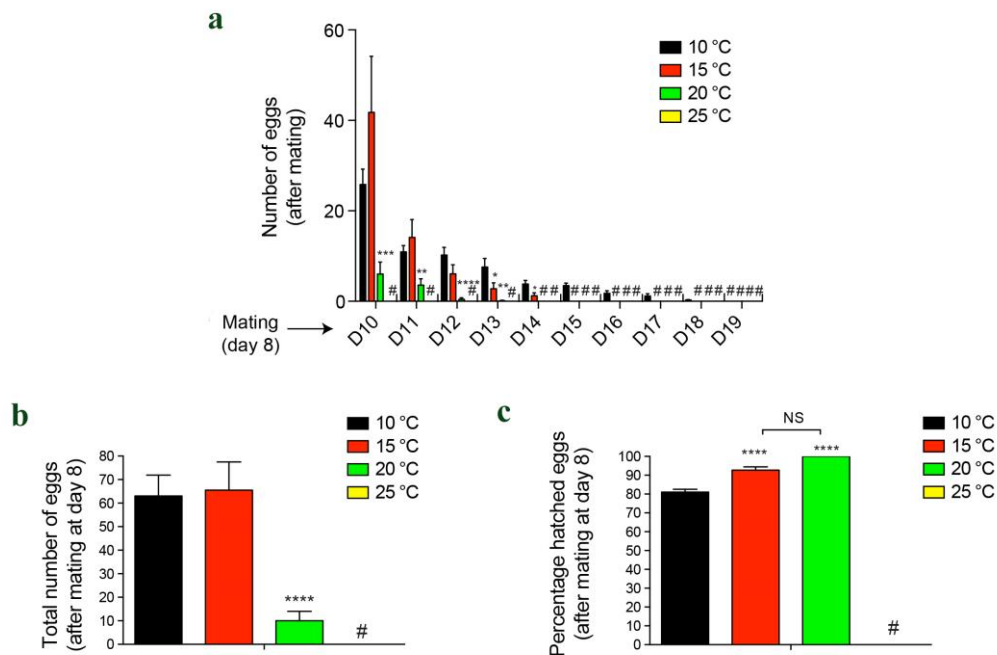 a
60
40
20
0
Number of eggs
(after mating)
10 °C
15 °C
20 °C
25 °C
*** #
** #
**** #
* ** #
* # #
# # #
# # #
# # #
# # #
# # # #
Mating
(day 8)
D10 D11 D12 D13 D14 D15 D16 D17 D18 D19
b
10 °C
15 °C
20 °C
25 °C
Total number of eggs
(after mating at day 8)
80
70
60
50
40
30
20
10
0
****
#
c
10 °C
15 °C
20 °C
25 °C
NS
**** ****
Percentage hatched eggs
(after mating at day 8)
100
90
80
70
60
50
40
30
20
10
0
#